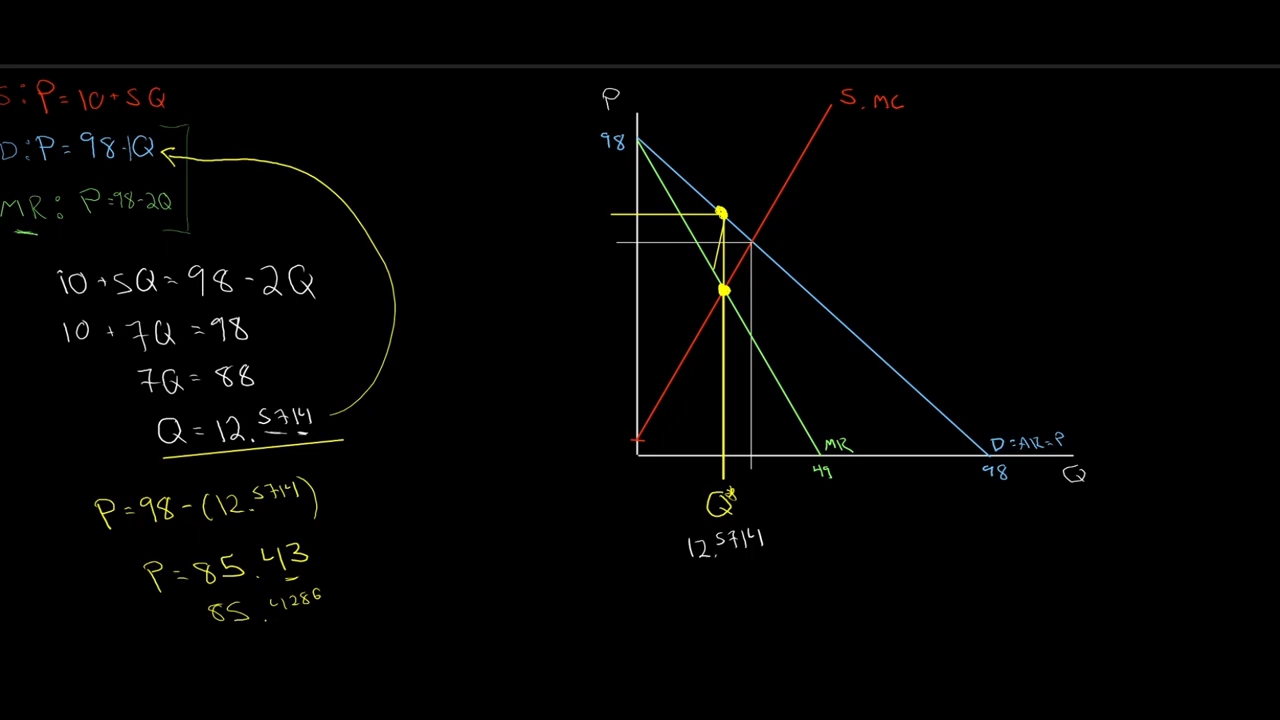 S: P = 10 + 5Q
D: P = 98 - 1Q
MR: P = 98 - 2Q
10 + 5Q = 98 - 2Q
10 + 7Q = 98
7Q = 88
Q = 12.5714
P = 98 - (12.5714)
P = 85.43
85.4286
P
98
S. MC
MR
49
D = AR = P
98
Q
Q*
12.5714